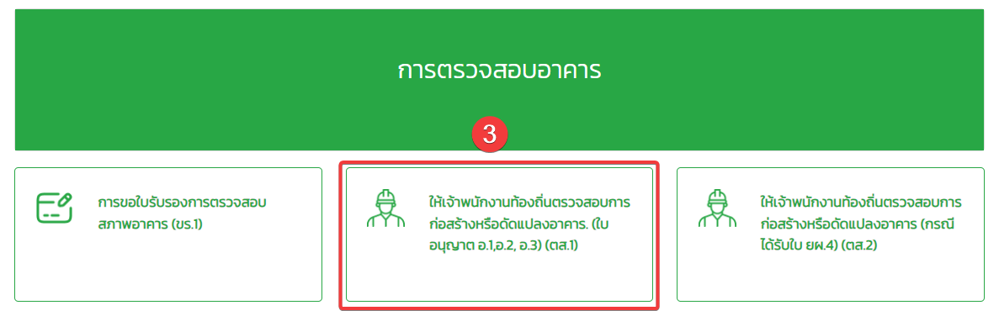 การตรวจสอบอาคาร
3
การขอใบรับรองการตรวจสอบ
สภาพอาคาร (ขร.1)
ให้เจ้าพนักงานท้องถิ่นตรวจสอบการ
ก่อสร้างหรือดัดแปลงอาคาร. (ใบ
อนุญาต อ.1,อ.2, อ.3) (ตส.1)
ให้เจ้าพนักงานท้องถิ่นตรวจสอบการ
ก่อสร้างหรือดัดแปลงอาคาร (กรณี
ได้รับใบ ยผ.4) (ตส.2)